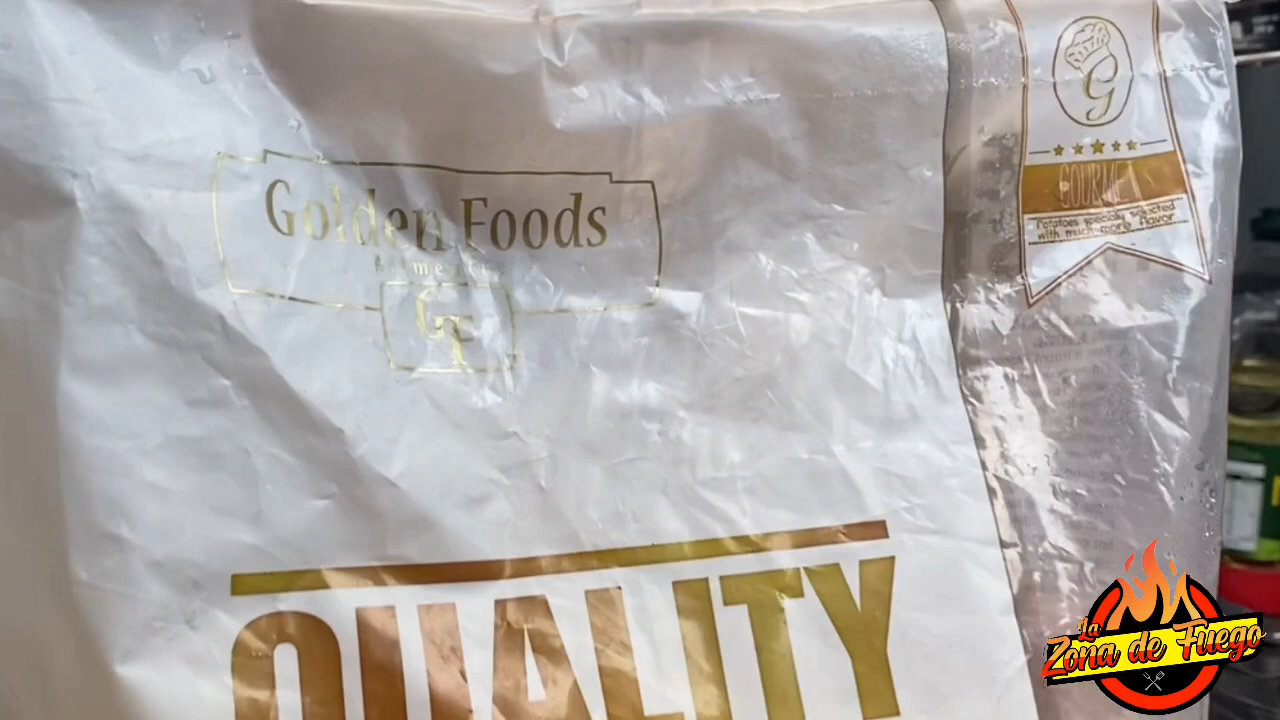 Golden Foods
GF
QUALITY
G
GOURMET
Potatoes specially selected
with much more flavor
La
Zona de Fuego